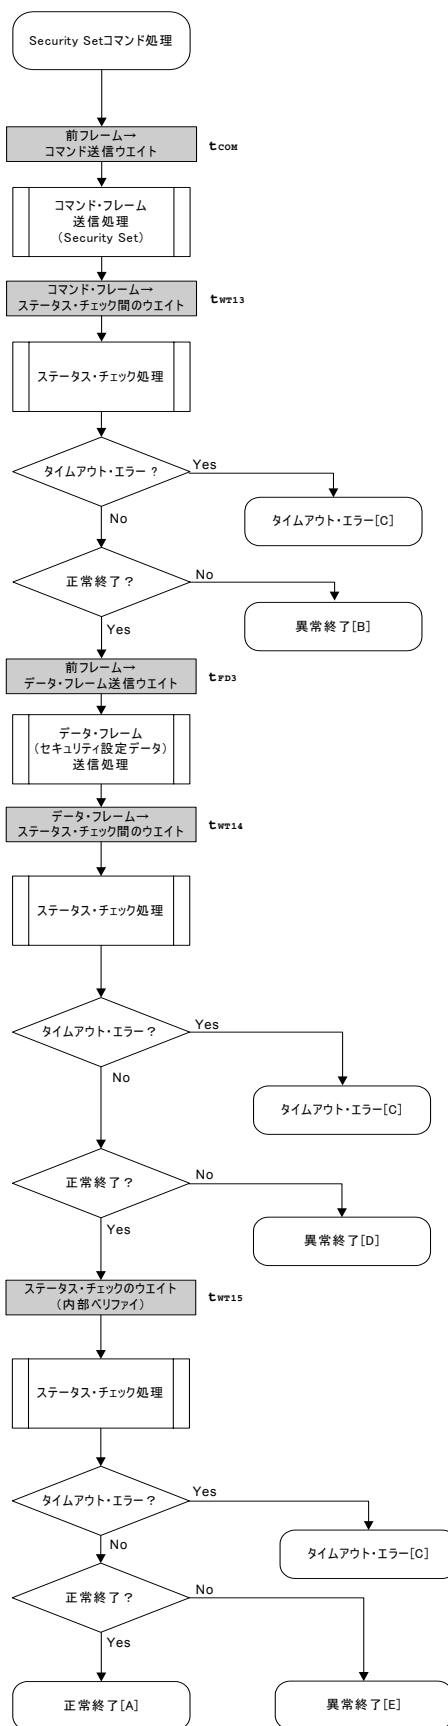 Security Setコマンド処理
前フレーム→
コマンド送信ウエイト
tCOM
コマンド・フレーム
送信処理
(Security Set)
コマンド・フレーム→
ステータス・チェック間のウエイト
tWT13
ステータス・チェック処理
タイムアウト・エラー？
Yes
タイムアウト・エラー[C]
No
正常終了？
No
異常終了[B]
Yes
前フレーム→
データ・フレーム送信ウエイト
tFD3
データ・フレーム
(セキュリティ設定データ)
送信処理
データ・フレーム→
ステータス・チェック間のウエイト
tWT14
ステータス・チェック処理
タイムアウト・エラー？
Yes
タイムアウト・エラー[C]
No
正常終了？
No
異常終了[D]
Yes
ステータス・チェックのウエイト
(内部ベリファイ)
tWT15
ステータス・チェック処理
タイムアウト・エラー？
Yes
タイムアウト・エラー[C]
No
正常終了？
No
Yes
正常終了[A]
異常終了[E]